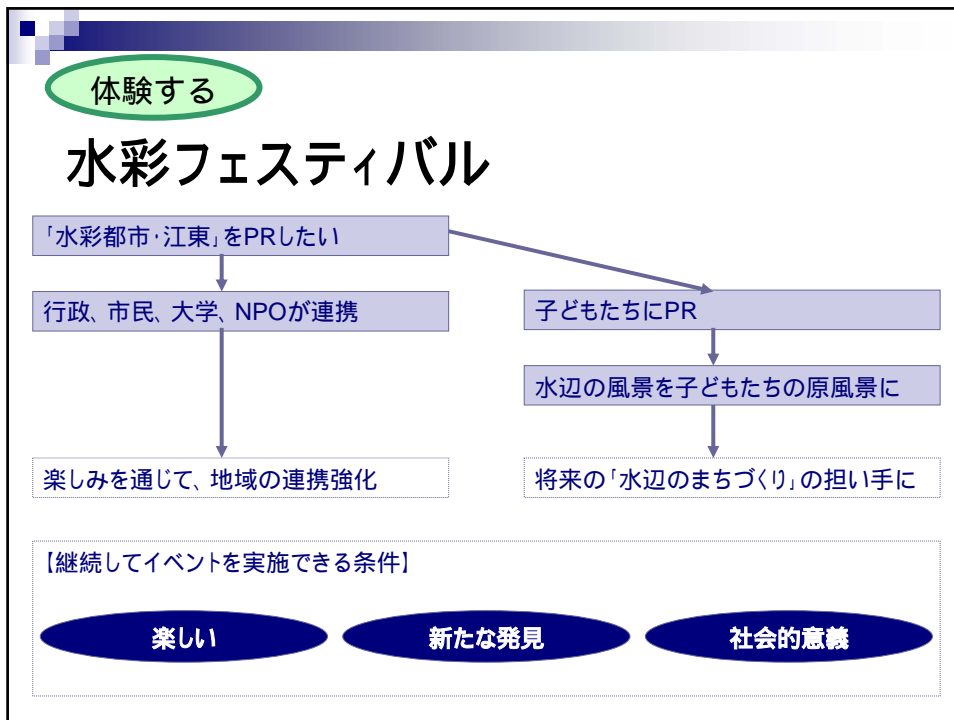 体験する
水彩フェスティバル
「水彩都市・江東」をPRしたい
行政、市民、大学、NPOが連携
子どもたちにPR
水辺の風景を子どもたちの原風景に
楽しみを通じて、地域の連携強化
将来の「水辺のまちづくり」の担い手に
【継続してイベントを実施できる条件】
楽しい
新たな発見
社会的意義